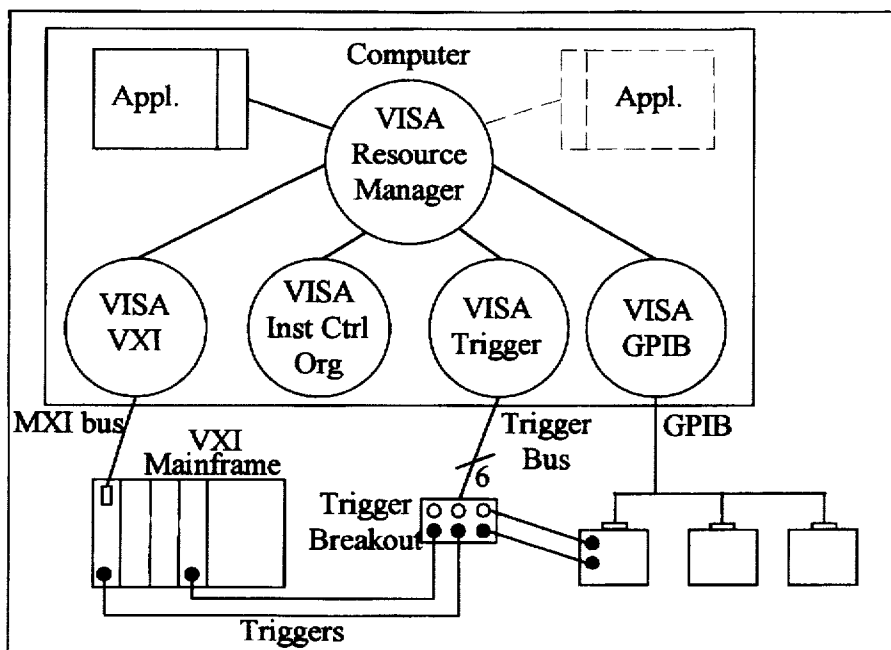 Computer
Appl.
Appl.
VISA
Resource
Manager
VISA
VXI
VISA
Inst Ctrl
Org
VISA
Trigger
VISA
GPIB
MXI bus
VXI
Mainframe
Trigger
Bus
GPIB
6
Trigger
Breakout
Triggers